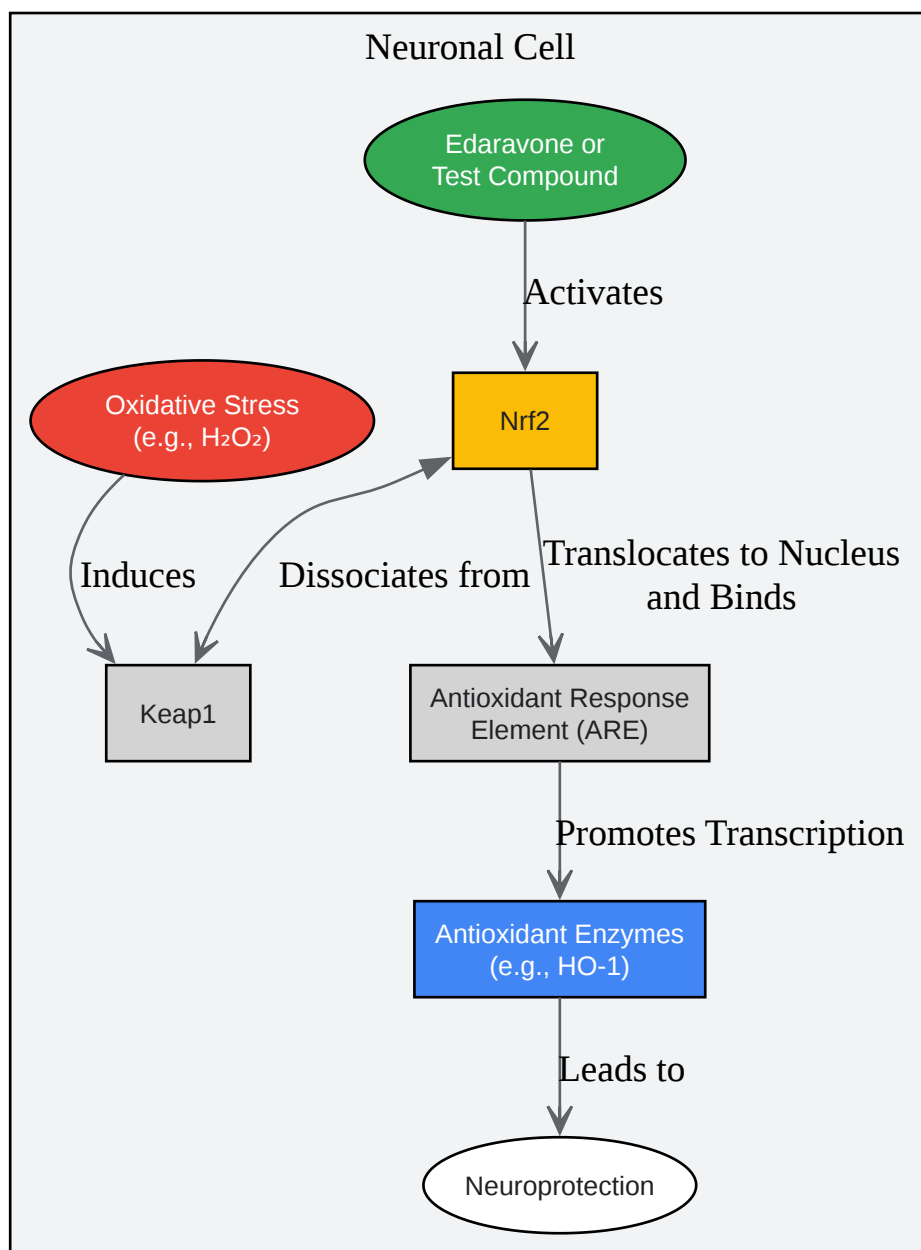 Neuronal Cell
Edaravone or
Test Compound
Activates
Oxidative Stress
(e.g., H₂O₂)
Nrf2
Induces
Dissociates from
Translocates to Nucleus
and Binds
Keap1
Antioxidant Response
Element (ARE)
Promotes Transcription
Antioxidant Enzymes
(e.g., HO-1)
Leads to
Neuroprotection